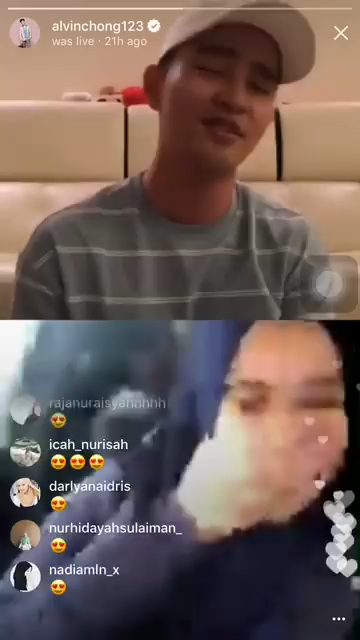 alvinchong123
was live · 21h ago
rajanuraisyahhhhh
😍
icah_nurisah
😍😍😍
darlyanaidris
😍
nurhidayahsulaiman_
😍
nadiamln_x
😍